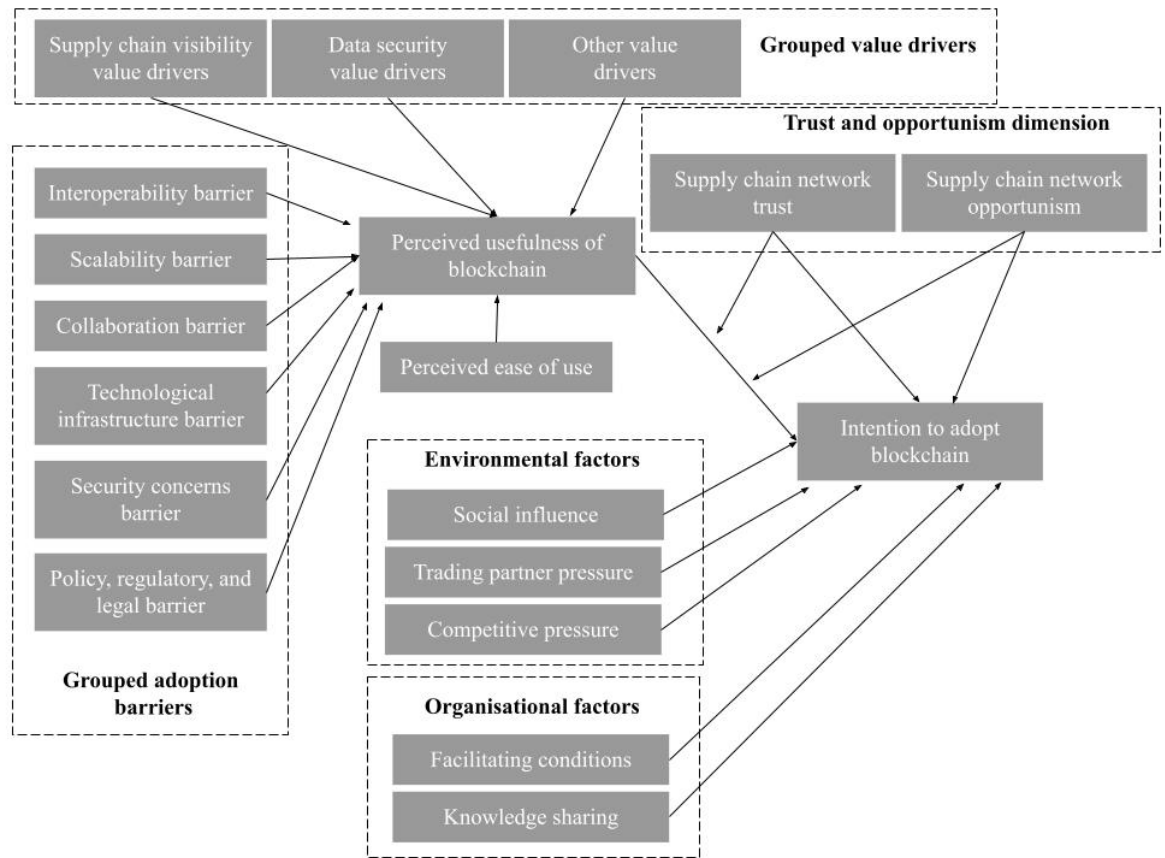 Supply chain visibility
value drivers
Data security
value drivers
Other value
drivers
Grouped value drivers
Trust and opportunism dimension
Supply chain network
trust
Supply chain network
opportunism
Interoperability barrier
Scalability barrier
Collaboration barrier
Technological
infrastructure barrier
Security concerns
barrier
Policy, regulatory, and
legal barrier
Grouped adoption
barriers
Perceived usefulness of
blockchain
Perceived ease of use
Intention to adopt
blockchain
Environmental factors
Social influence
Trading partner pressure
Competitive pressure
Organisational factors
Facilitating conditions
Knowledge sharing